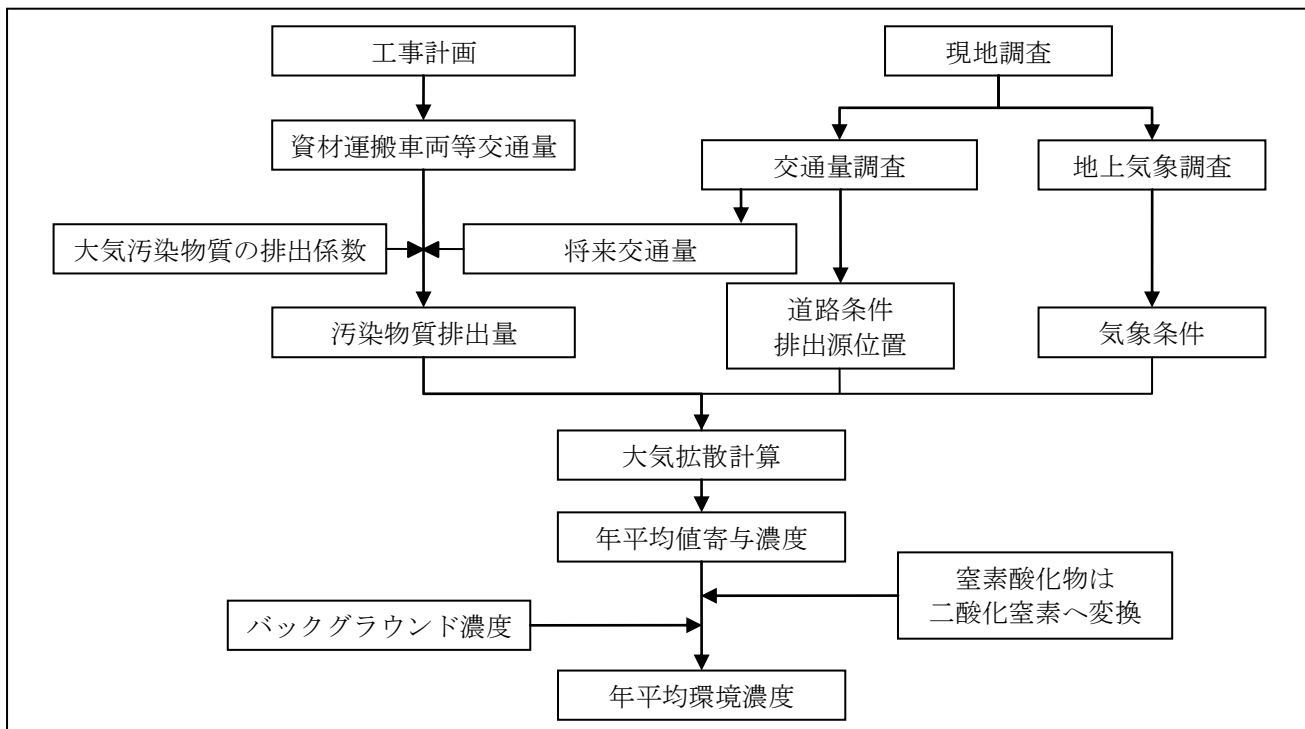 工事計画
現地調査
資材運搬車両等交通量
交通量調査
地上気象調査
大気汚染物質の排出係数
将来交通量
汚染物質排出量
道路条件
排出源位置
気象条件
大気拡散計算
年平均値寄与濃度
窒素酸化物は
二酸化窒素へ変換
バックグラウンド濃度
年平均環境濃度